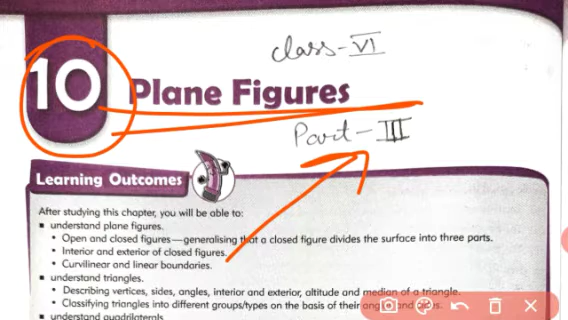 Class-VI
10 Plane Figures
Part-III
Learning Outcomes
After studying this chapter, you will be able to:
▪ understand plane figures.
• Open and closed figures—generalising that a closed figure divides the surface into three parts.
• Interior and exterior of closed figures.
• Curvilinear and linear boundaries.
▪ understand triangles.
• Describing vertices, sides, angles, interior and exterior, altitude and median of a triangle.
• Classifying triangles into different groups/types on the basis of their angles and sides.
▪ understand quadrilaterals